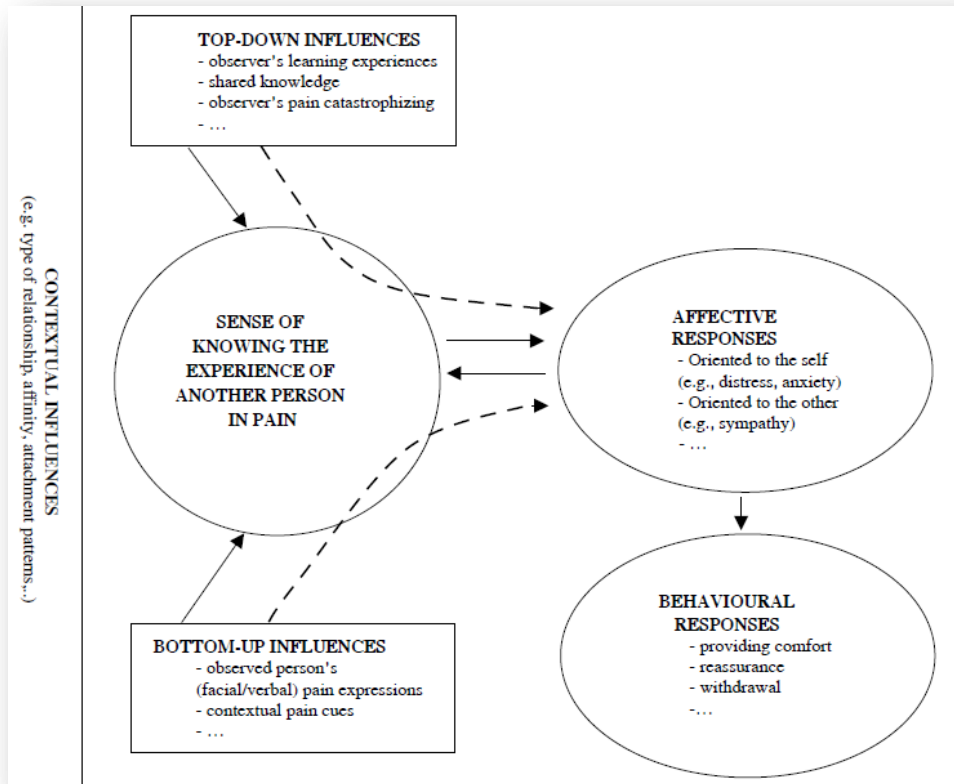 TOP-DOWN INFLUENCES
- observer's learning experiences
- shared knowledge
- observer's pain catastrophizing
- …
CONTEXTUAL INFLUENCES
(e.g. type of relationship, affinity, attachment patterns,..)
SENSE OF
KNOWING THE
EXPERIENCE OF
ANOTHER PERSON
IN PAIN
AFFECTIVE
RESPONSES
- Oriented to the self
(e.g., distress, anxiety)
- Oriented to the other
(e.g., sympathy)
- …
BOTTOM-UP INFLUENCES
- observed person's
(facial/verbal) pain expressions
- contextual pain cues
- …
BEHAVIOURAL
RESPONSES
- providing comfort
- reassurance
- withdrawal
-…